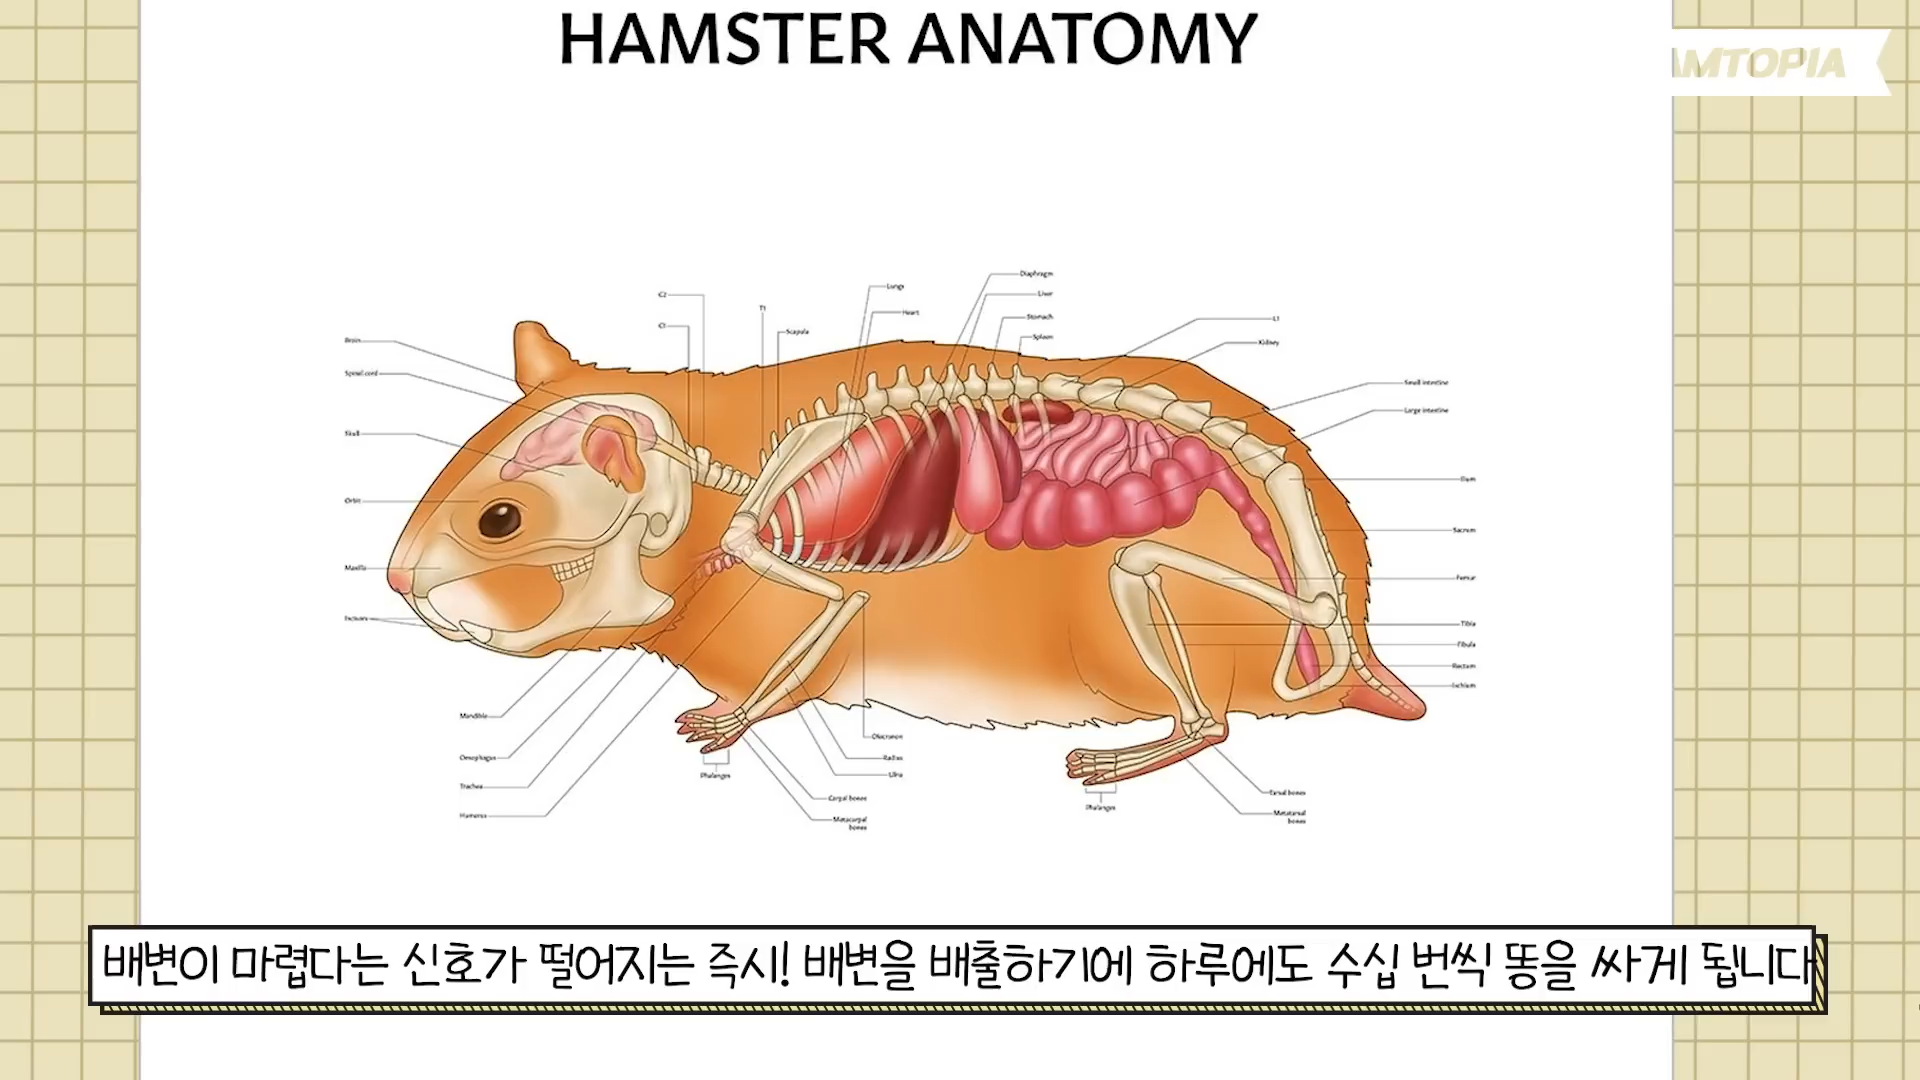 HAMSTER ANATOMY
AMTOPIA
Diaphragm
Lungs
Liver
C2
T1
Heart
Stomach
L1
C1
Scapula
Spleen
Kidney
Brain
Spinal cord
Small intestine
Large intestine
Skull
Ilium
Orbit
Sacrum
Maxilla
Femur
Incisors
Tibia
Fibula
Rectum
Ischium
Mandible
Olecranon
Oesophagus
Radius
Phalanges
Ulna
Trachea
Carpal bones
Tarsal bones
Phalanges
Humerus
Metacarpal
bones
Metatarsal
bones
배변이 마렵다는 신호가 떨어지는 즉시! 배변을 배출하기에 하루에도 수십 번씩 똥을 싸게 됩니다